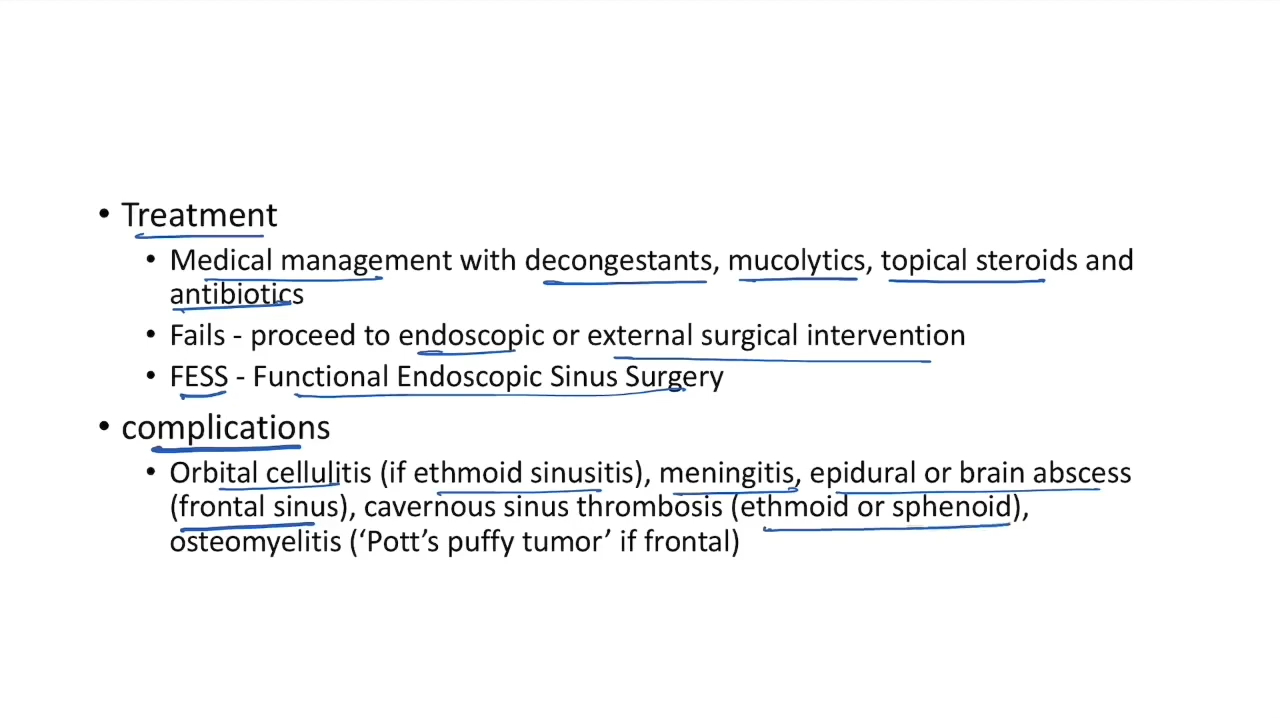 • Treatment
• Medical management with decongestants, mucolytics, topical steroids and
antibiotics
• Fails - proceed to endoscopic or external surgical intervention
• FESS - Functional Endoscopic Sinus Surgery
• complications
• Orbital cellulitis (if ethmoid sinusitis), meningitis, epidural or brain abscess
(frontal sinus), cavernous sinus thrombosis (ethmoid or sphenoid),
osteomyelitis (‘Pott’s puffy tumor’ if frontal)